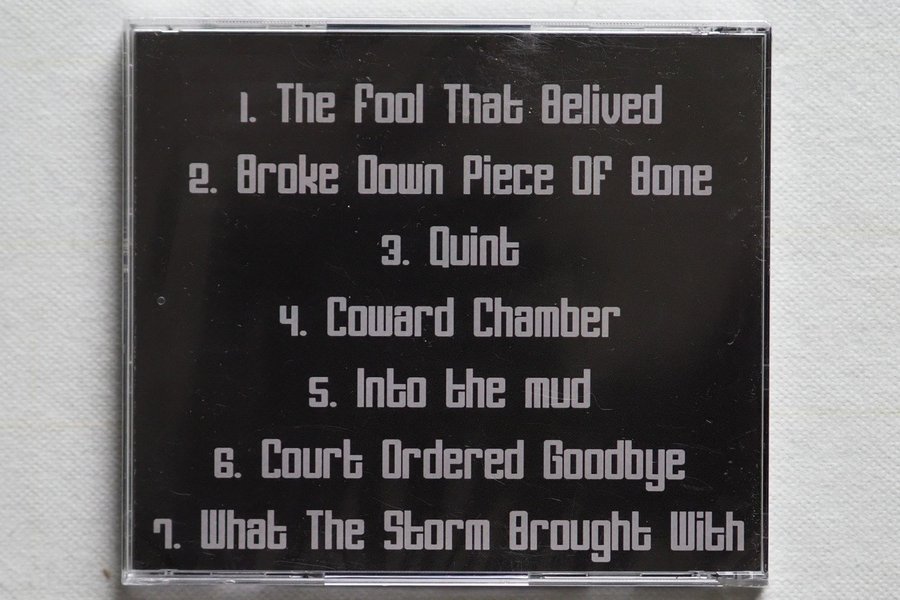 1. The Fool That Belived
2. Broke Down Piece Of Bone
3. Quint
4. Coward Chamber
5. Into the mud
6. Court Ordered Goodbye
7. What The Storm Brought With